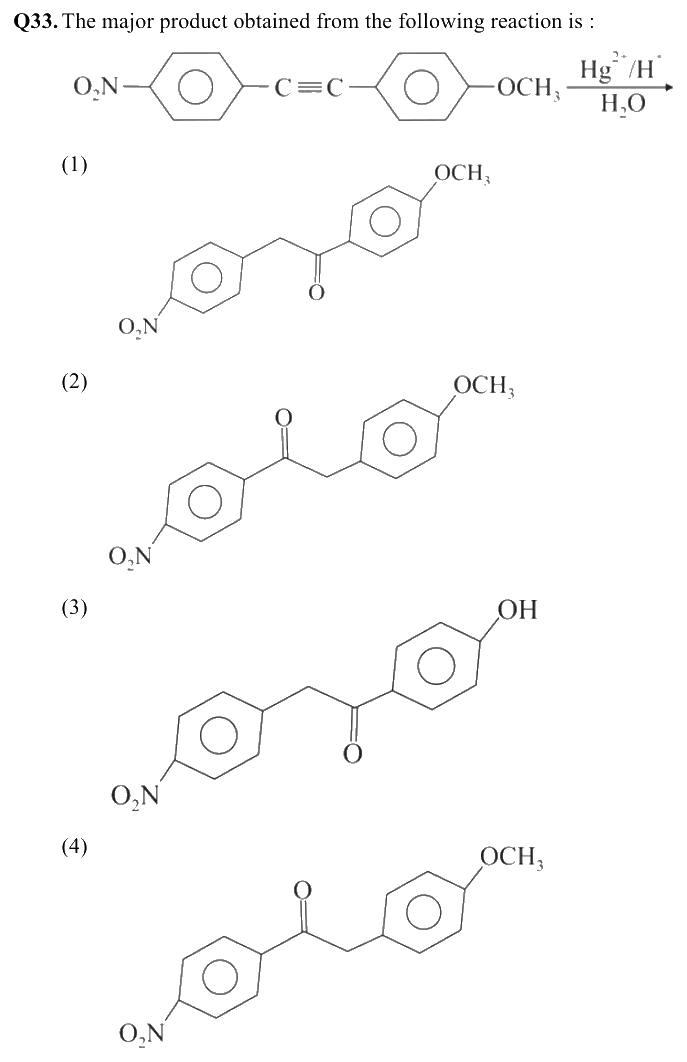 Q33. The major product obtained from the following reaction is :
O₂N C≡C OCH₃ Hg²⁺/H⁺
H₂O
(1)
OCH₃
O
O₂N
(2)
OCH₃
O
O₂N
(3)
OH
O
O₂N
(4)
OCH₃
O
O₂N